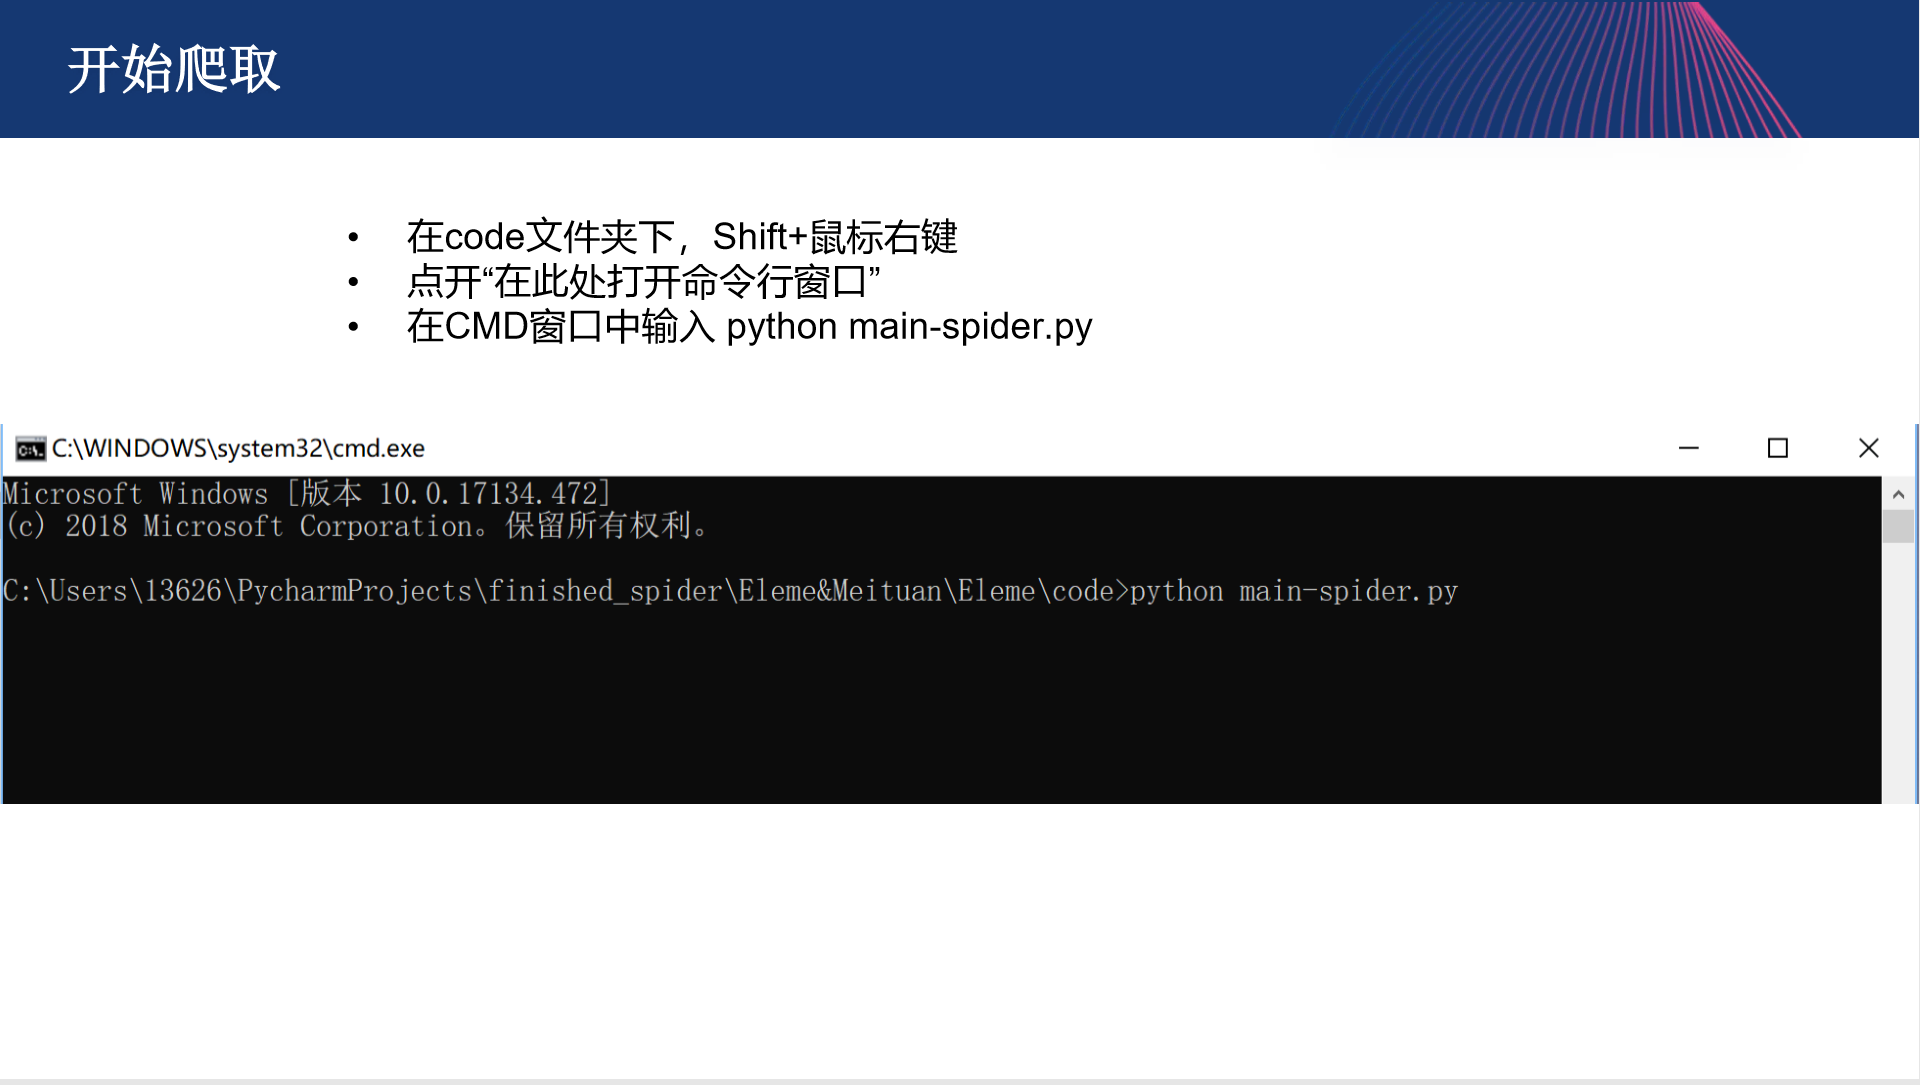 开始爬取
• 在code文件夹下，Shift+鼠标右键
• 点开“在此处打开命令行窗口”
• 在CMD窗口中输入 python main-spider.py
C:\WINDOWS\system32\cmd.exe
Microsoft Windows [版本 10.0.17134.472]
(c) 2018 Microsoft Corporation。保留所有权利。
C:\Users\13626\PycharmProjects\finished_spider\Eleme&Meituan\Eleme\code>python main-spider.py